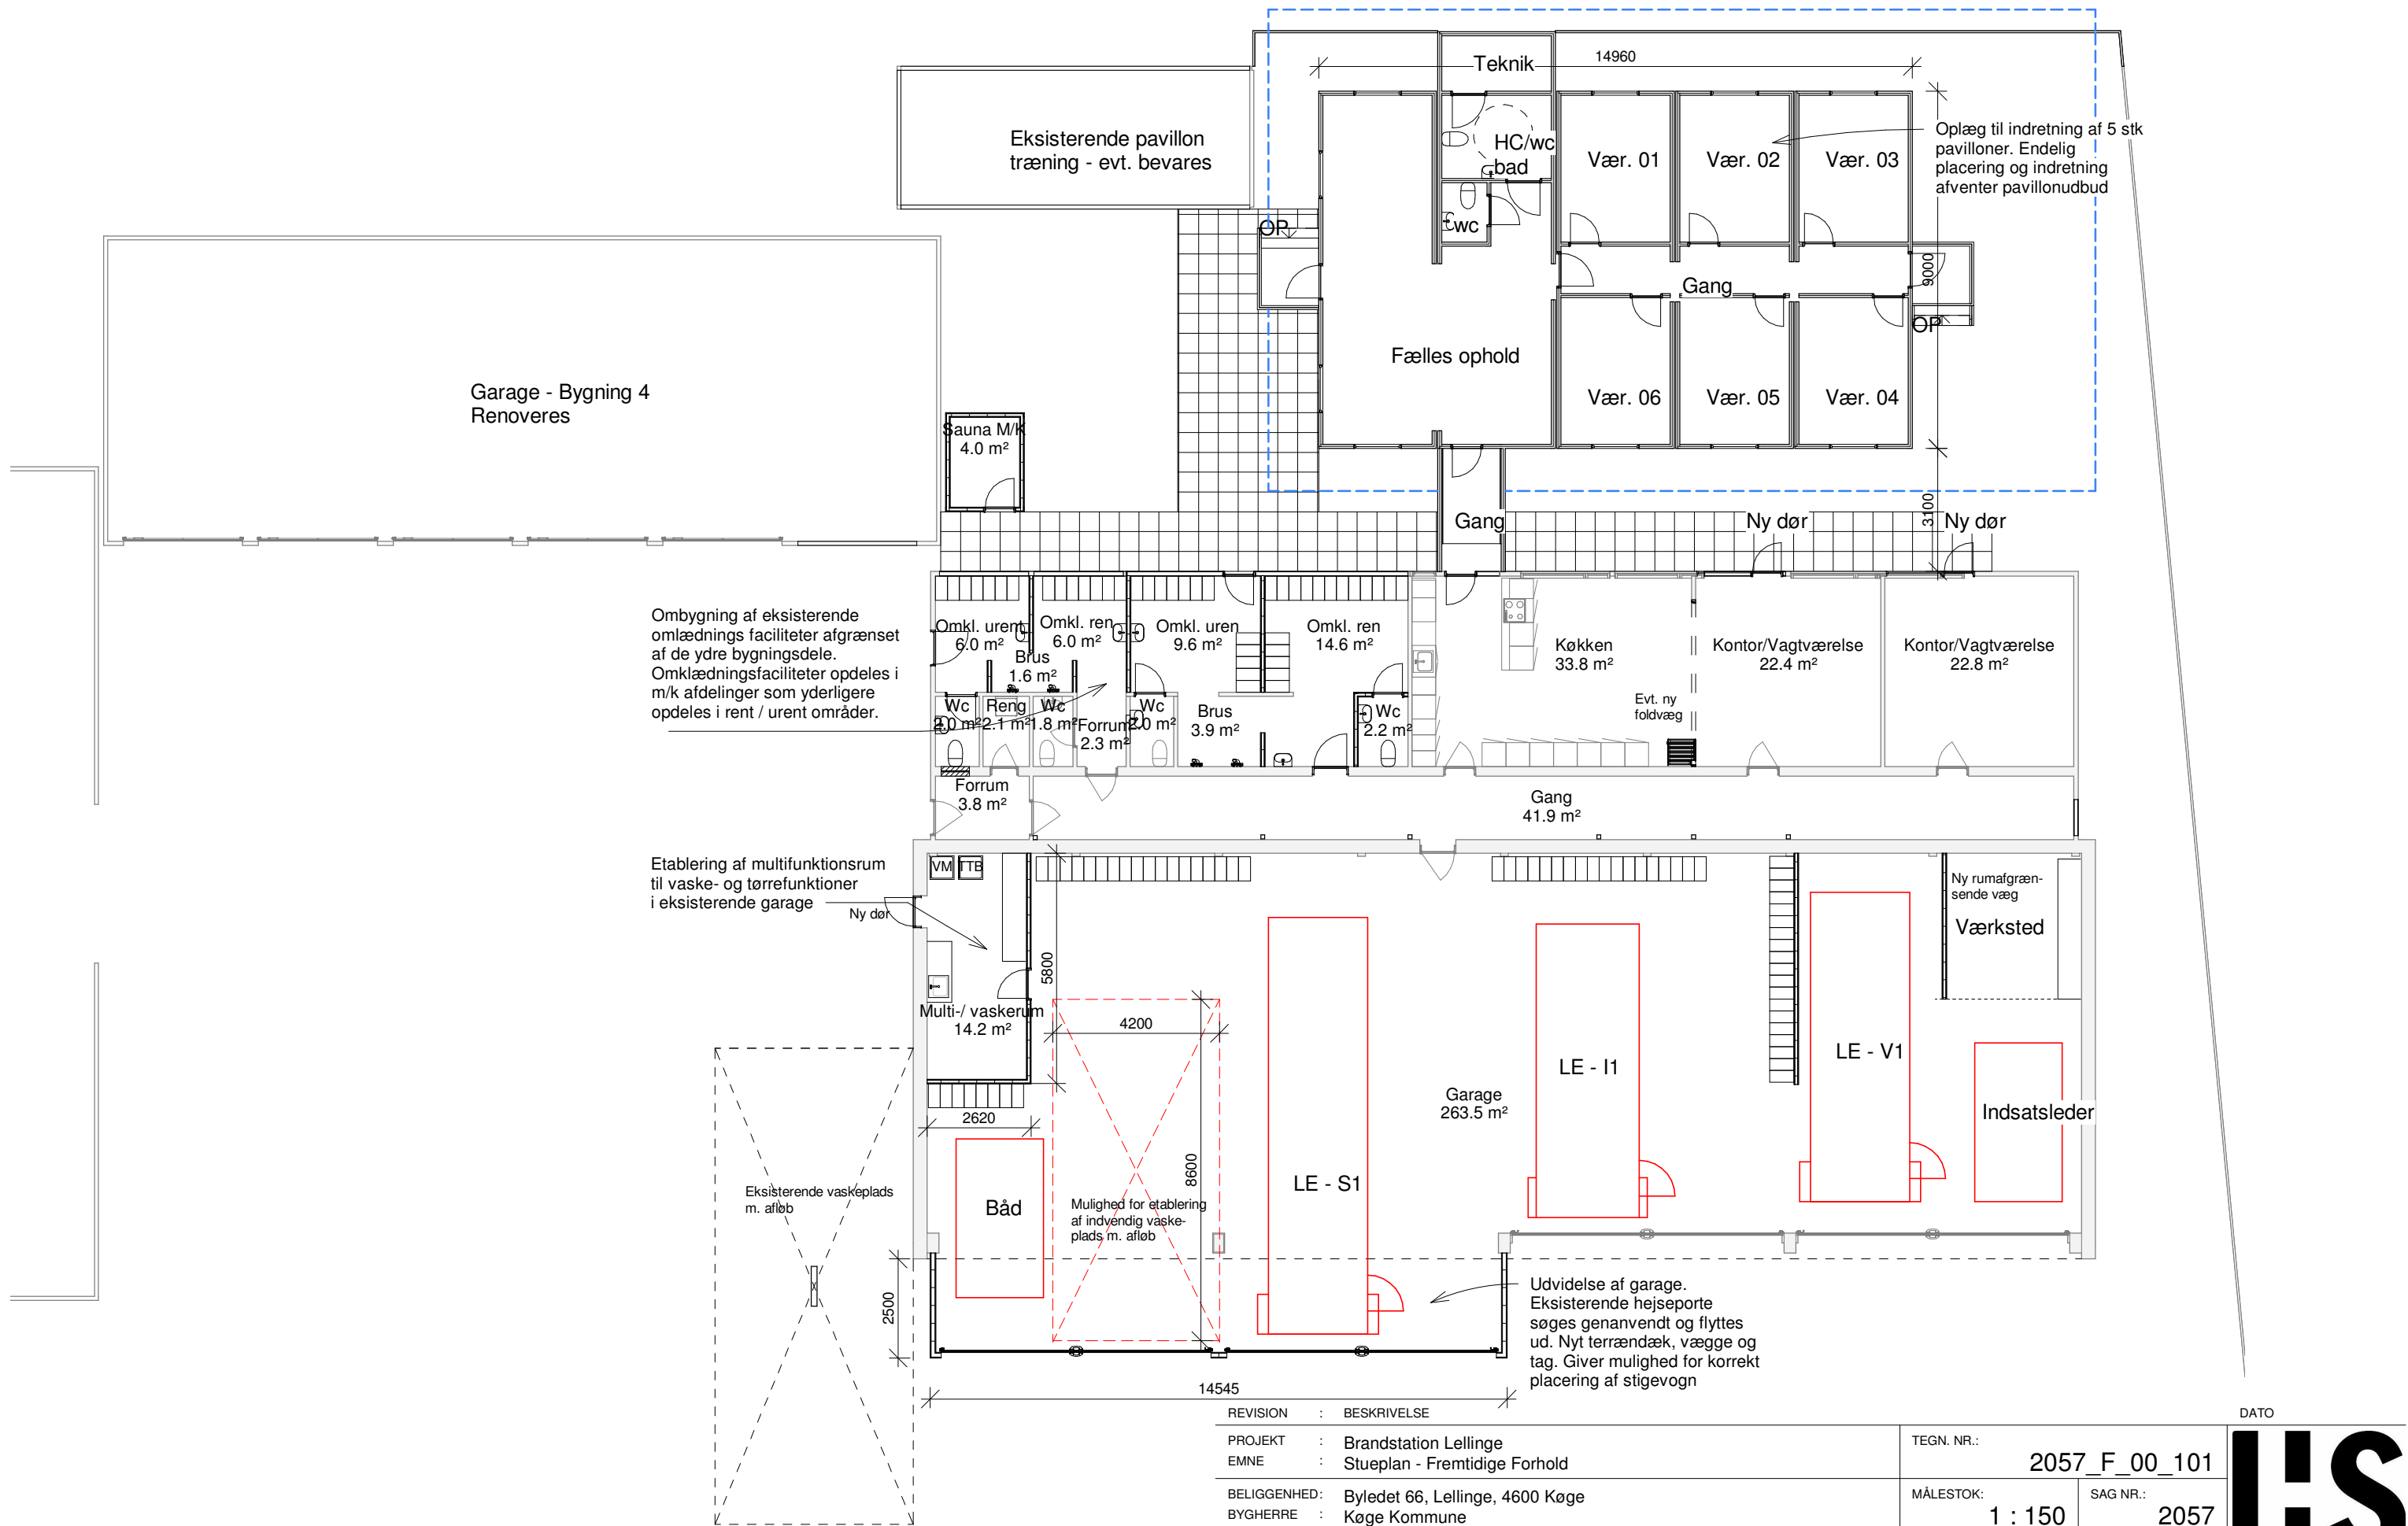 Teknik
14960
Eksisterende pavillon
træning - evt. bevares
HC/wc
bad
Vær. 01
Vær. 02
Vær. 03
Oplæg til indretning af 5 stk
pavilloner. Endelig
placering og indretning
afventer pavillonudbud
OP
wc
Gang
9000
OP
Fælles ophold
Vær. 06
Vær. 05
Vær. 04
Garage - Bygning 4
Renoveres
Sauna M/K
4.0 m²
Gang
Ny dør
3100
Ny dør
Ombygning af eksisterende
omlædnings faciliteter afgrænset
af de ydre bygningsdele.
Omklædningsfaciliteter opdeles i
m/k afdelinger som yderligere
opdeles i rent / urent områder.
Omkl. urent
6.0 m²
Omkl. ren
6.0 m²
Brus
1.6 m²
Omkl. uren
9.6 m²
Omkl. ren
14.6 m²
Køkken
33.8 m²
Kontor/Vagtværelse
22.4 m²
Kontor/Vagtværelse
22.8 m²
Evt. ny
foldvæg
Wc
2.0 m²
Reng
2.1 m²
Wc
1.8 m²
Forrum
2.3 m²
Wc
2.0 m²
Brus
3.9 m²
Wc
2.2 m²
Forrum
3.8 m²
Gang
41.9 m²
Etablering af multifunktionsrum
til vaske- og tørrefunktioner
i eksisterende garage
Ny dør
VM
TTB
Multi-/ vaskerum
14.2 m²
5800
4200
2620
8600
Ny rumafgræn-
sende væg
Værksted
LE - V1
LE - I1
Garage
263.5 m²
Indsatsleder
LE - S1
Båd
Mulighed for etablering
af indvendig vaske-
plads m. afløb
Eksisterende vaskeplads
m. afløb
2500
14545
Udvidelse af garage.
Eksisterende hejseporte
søges genanvendt og flyttes
ud. Nyt terrændæk, vægge og
tag. Giver mulighed for korrekt
placering af stigevogn
REVISION : BESKRIVELSE DATO
PROJEKT : Brandstation Lellinge
EMNE : Stueplan - Fremtidige Forhold
TEGN. NR.:
2057_F_00_101
BELIGGENHED: Byledet 66, Lellinge, 4600 Køge
BYGHERRE : Køge Kommune
MÅLESTOK:
1 : 150
SAG NR.:
2057